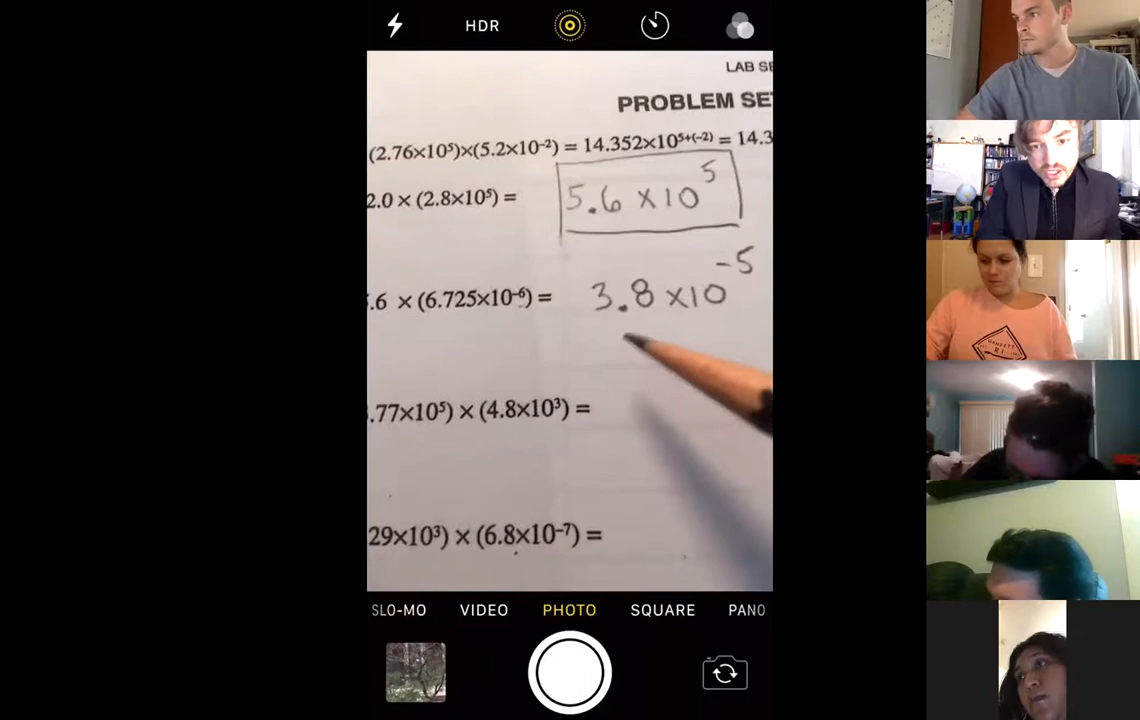 HDR
LAB SE
PROBLEM SE
(2.76×10⁵)×(5.2×10⁻²) = 14.352×10⁵⁺⁽⁻²⁾ = 14.3
2.0 × (2.8×10⁵) = 5.6 ×10⁵
.6 × (6.725×10⁻⁶) = 3.8 ×10⁻⁵
.77×10⁵) × (4.8×10³) =
29×10³) × (6.8×10⁻⁷) =
SLO-MO VIDEO PHOTO SQUARE PANO